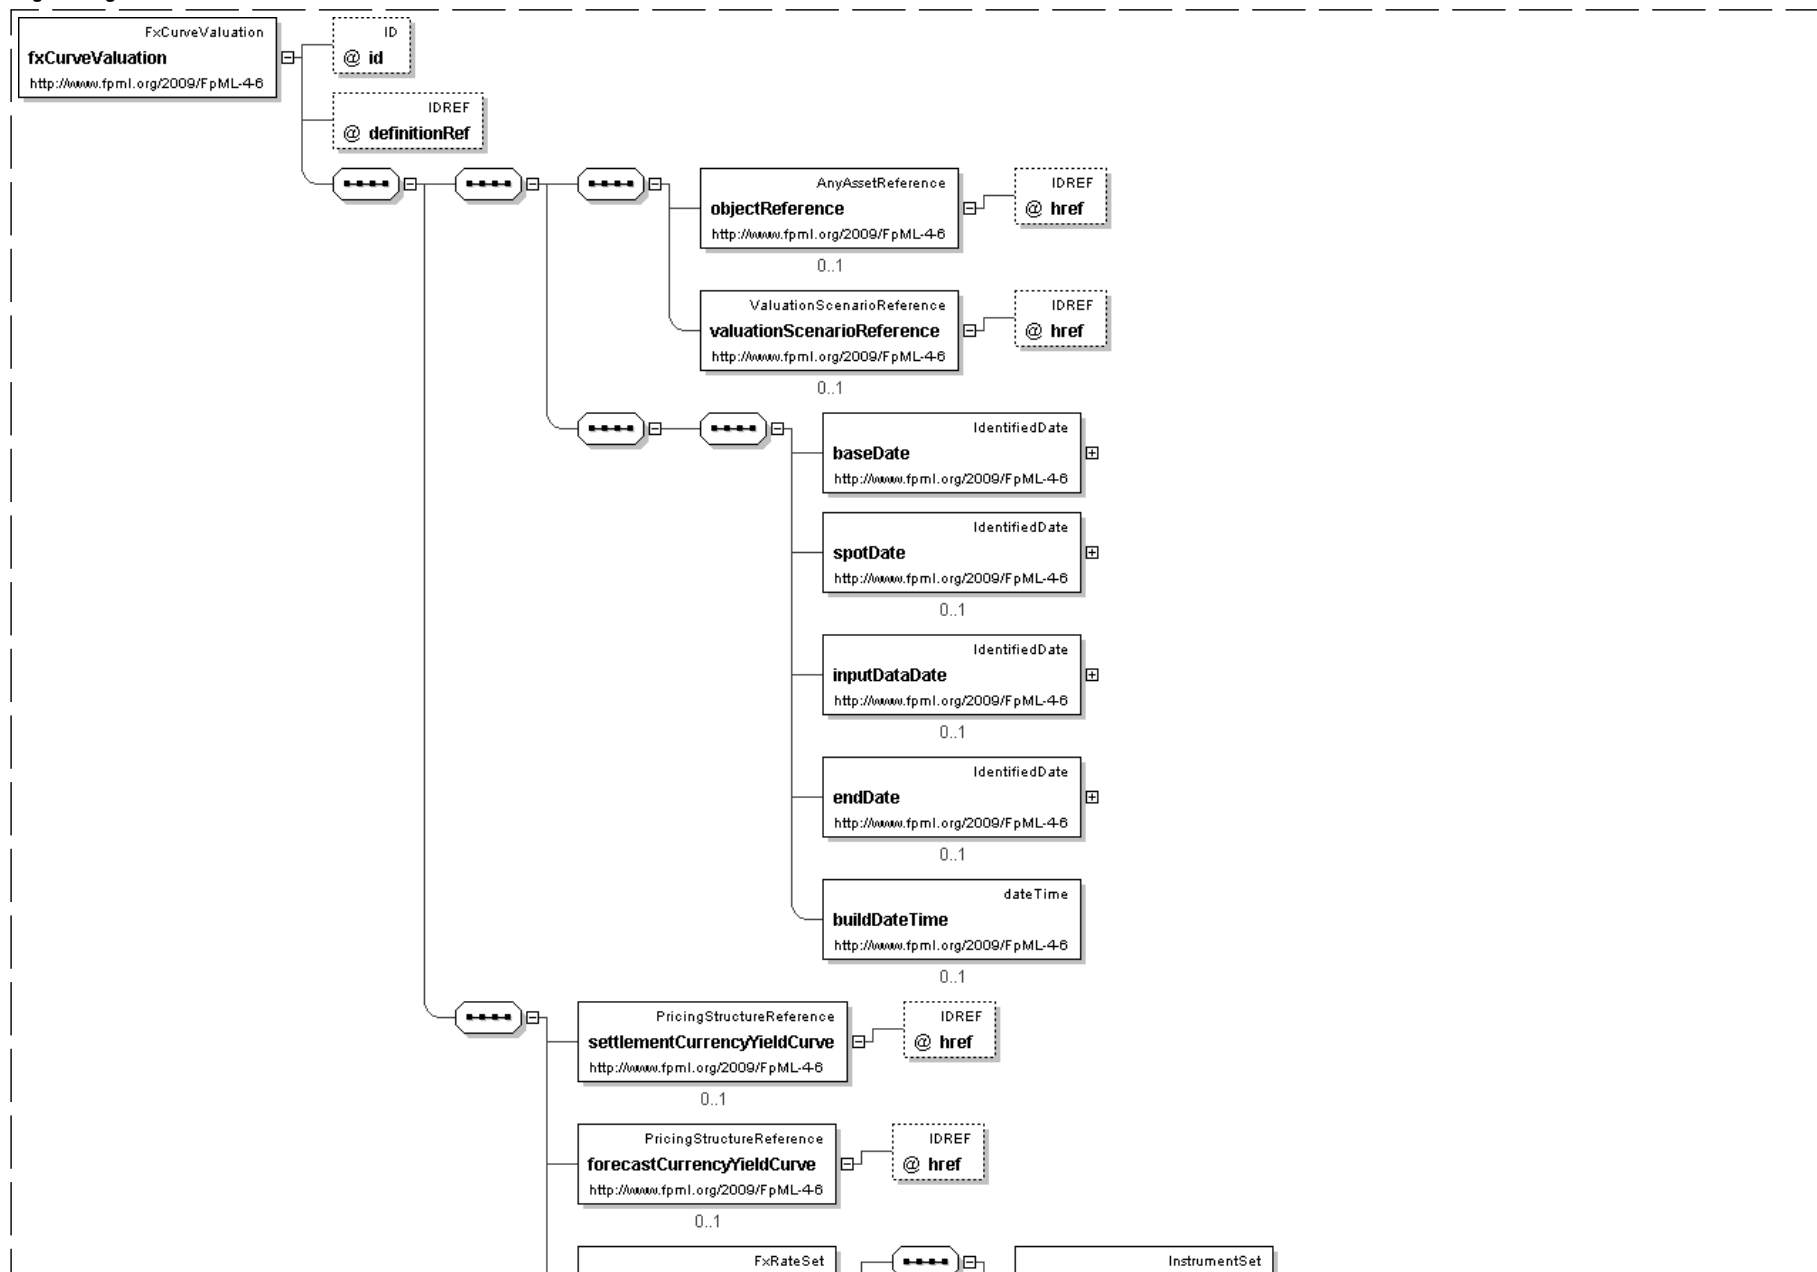 FxCurveValuation
fxCurveValuation
http://www.fpml.org/2009/FpML-4-6
ID
@ id
IDREF
@ definitionRef
AnyAssetReference
objectReference
http://www.fpml.org/2009/FpML-4-6
0..1
IDREF
@ href
ValuationScenarioReference
valuationScenarioReference
http://www.fpml.org/2009/FpML-4-6
0..1
IDREF
@ href
IdentifiedDate
baseDate
http://www.fpml.org/2009/FpML-4-6
IdentifiedDate
spotDate
http://www.fpml.org/2009/FpML-4-6
0..1
IdentifiedDate
inputDataDate
http://www.fpml.org/2009/FpML-4-6
0..1
IdentifiedDate
endDate
http://www.fpml.org/2009/FpML-4-6
0..1
dateTime
buildDateTime
http://www.fpml.org/2009/FpML-4-6
0..1
PricingStructureReference
settlementCurrencyYieldCurve
http://www.fpml.org/2009/FpML-4-6
0..1
IDREF
@ href
PricingStructureReference
forecastCurrencyYieldCurve
http://www.fpml.org/2009/FpML-4-6
0..1
IDREF
@ href
FxRateSet
InstrumentSet